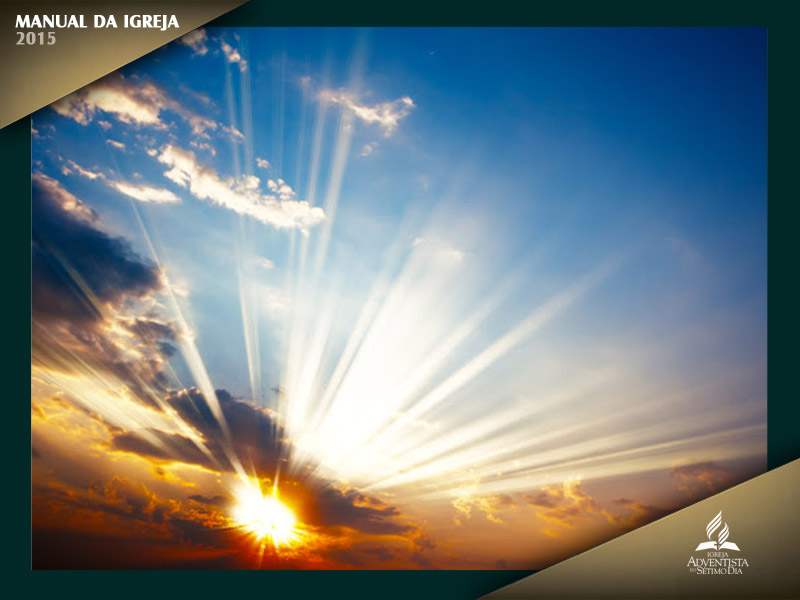 MANUAL DA IGREJA
2015
IGREJA
ADVENTISTA
DO SÉTIMO DIA